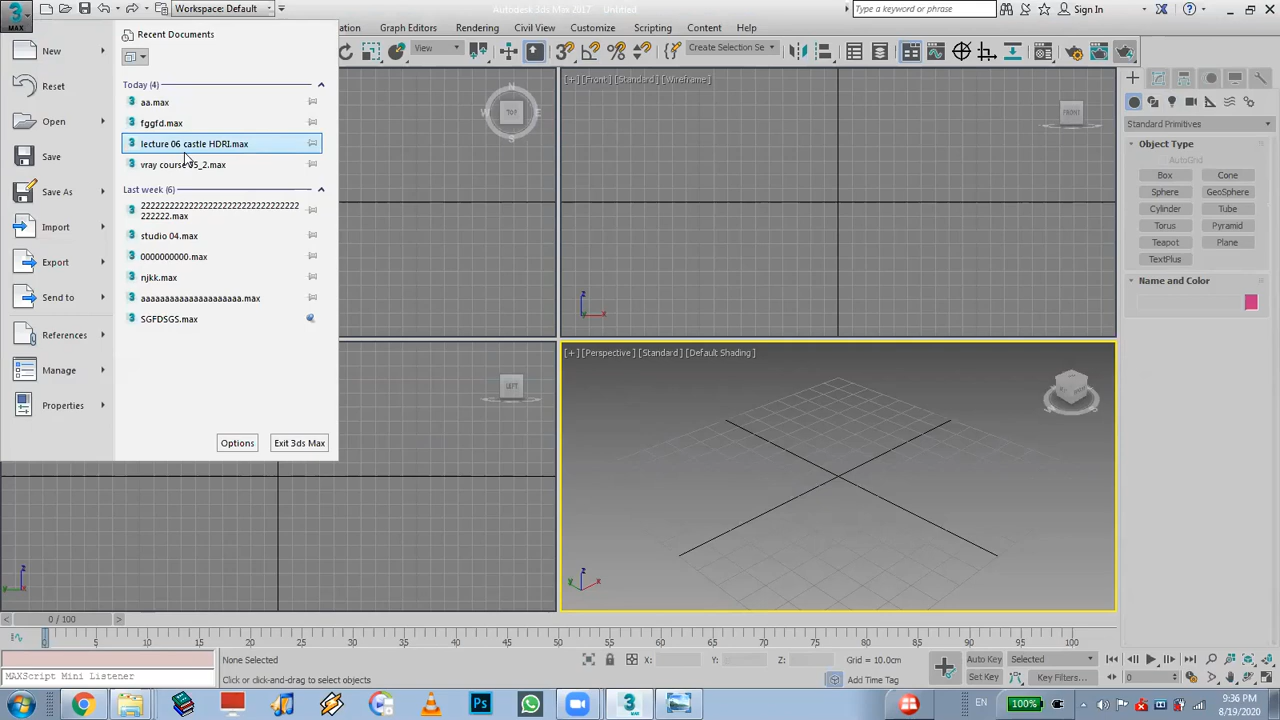 Workspace: Default
Autodesk 3ds Max 2017   Untitled
Type a keyword or phrase
Sign In
MAX
Graph Editors
Rendering
Civil View
Customize
Scripting
Content
Help
View
Create Selection Se
Recent Documents
New
Reset
Open
Save
Save As
Import
Export
Send to
References
Manage
Properties
Today (4)
aa.max
fggfd.max
lecture 06 castle HDRI.max
Last week (6)
studio 04.max
0000000000.max
njkk.max
SGFDSGS.max
Options
Exit 3ds Max
TOP
[+] [Front] [Standard] [Wireframe]
FRONT
LEFT
[+] [Perspective] [Standard] [Default Shading]
Standard Primitives
Object Type
AutoGrid
Box
Cone
Sphere
GeoSphere
Cylinder
Tube
Torus
Pyramid
Teapot
Plane
TextPlus
Name and Color
0 / 100
0 5 10 15 20 25 30 35 40 45 50 55 60 65 70 75 80 85 90 95 100
None Selected
X:
Y:
Z:
Grid = 10.0cm
Auto Key
Selected
MAXScript Mini Listener
Click or click-and-drag to select objects
Add Time Tag
Set Key
Key Filters...
0
EN
100%
9:36 PM
8/19/2020